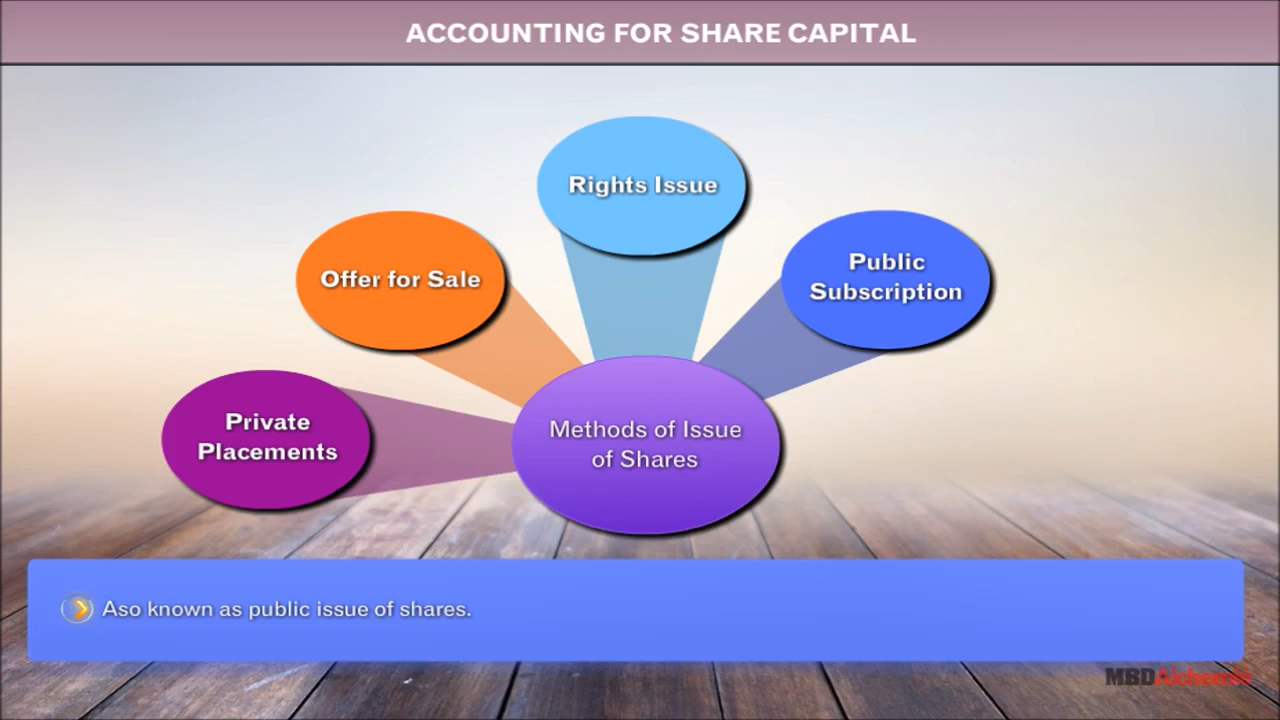 ACCOUNTING FOR SHARE CAPITAL
Rights Issue
Offer for Sale
Public
Subscription
Private
Placements
Methods of Issue
of Shares
Aso known as public issue of shares.
MBDAlchemie